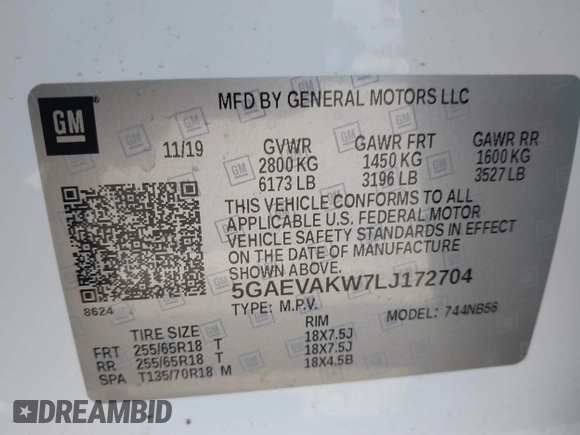 GM
MFD BY GENERAL MOTORS LLC
11/19 GVWR GAWR FRT GAWR RR
2800 KG 1450 KG 1600 KG
6173 LB 3196 LB 3527 LB
THIS VEHICLE CONFORMS TO ALL
APPLICABLE U.S. FEDERAL MOTOR
VEHICLE SAFETY STANDARDS IN EFFECT
ON THE DATE OF MANUFACTURE
SHOWN ABOVE.
8624 5GAEVAKW7LJ172704
TYPE: M.P.V. MODEL: 744NB56
TIRE SIZE RIM
FRT 255/65R18 T 18X7.5J
RR 255/65R18 T 18X7.5J
SPA T135/70R18 M 18X4.5B
DREAMBID